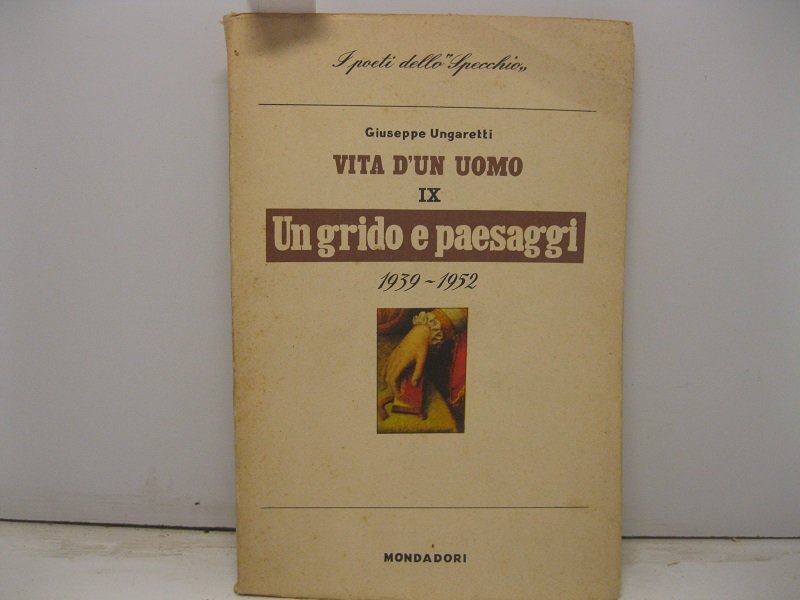 I poeti dello "Specchio„
Giuseppe Ungaretti
VITA D'UN UOMO
IX
Un grido e paesaggi
1939 - 1952
MONDADORI